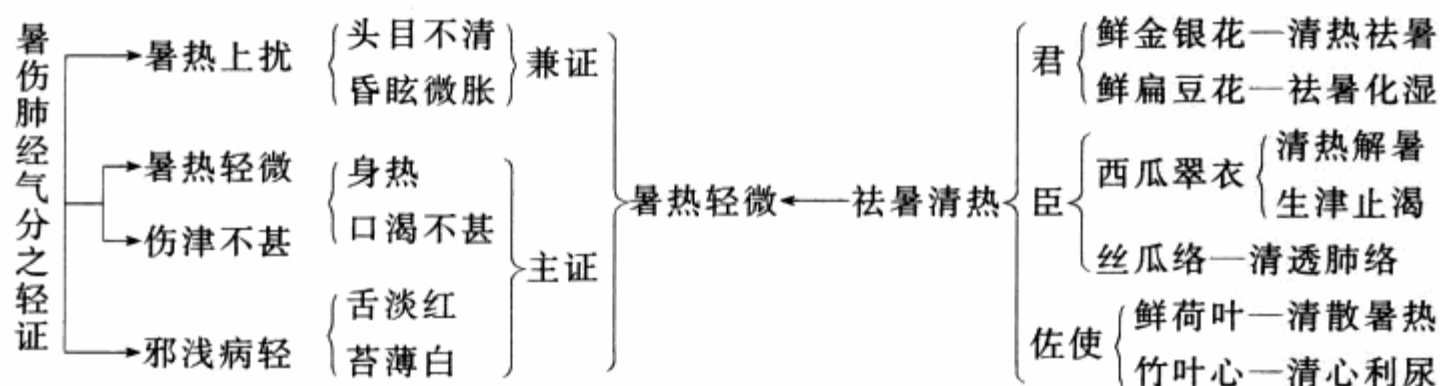 暑伤肺经气分之轻证
暑热上扰
头目不清
昏眩微胀
兼证
暑热轻微
伤津不甚
身热
口渴不甚
邪浅病轻
舌淡红
苔薄白
主证
暑热轻微
祛暑清热
君
鲜金银花—清热祛暑
鲜扁豆花—祛暑化湿
臣
西瓜翠衣
清热解暑
生津止渴
丝瓜络—清透肺络
佐使
鲜荷叶—清散暑热
竹叶心—清心利尿